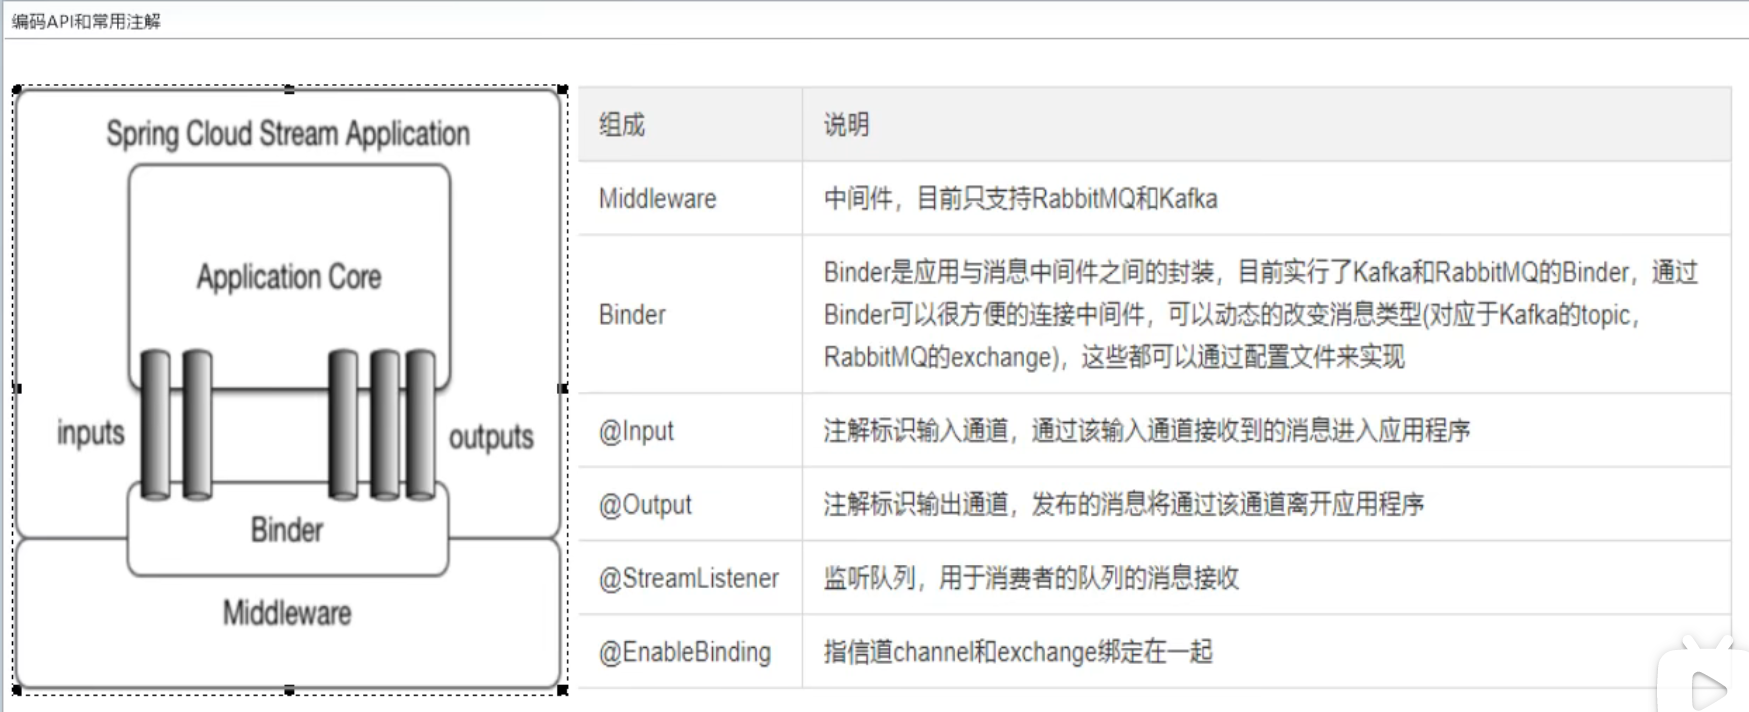 编码API和常用注解
Spring Cloud Stream Application
Application Core
inputs
outputs
Binder
Middleware
组成
说明
Middleware
中间件，目前只支持RabbitMQ和Kafka
Binder
Binder是应用与消息中间件之间的封装，目前实行了Kafka和RabbitMQ的Binder，通过
Binder可以很方便的连接中间件，可以动态的改变消息类型(对应于Kafka的topic，
RabbitMQ的exchange)，这些都可以通过配置文件来实现
@Input
注解标识输入通道，通过该输入通道接收到的消息进入应用程序
@Output
注解标识输出通道，发布的消息将通过该通道离开应用程序
@StreamListener
监听队列，用于消费者的队列的消息接收
@EnableBinding
指信道channel和exchange绑定在一起